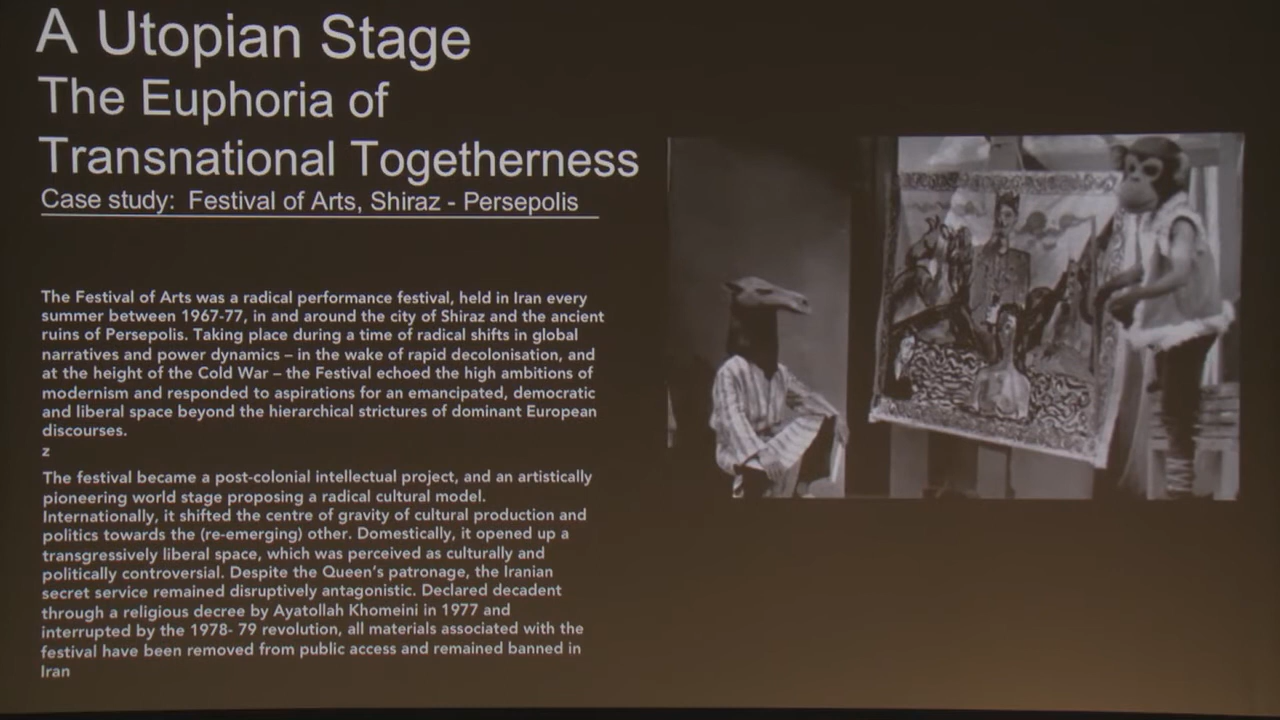 A Utopian Stage
The Euphoria of
Transnational Togetherness
Case study: Festival of Arts, Shiraz - Persepolis
The Festival of Arts was a radical performance festival, held in Iran every
summer between 1967-77, in and around the city of Shiraz and the ancient
ruins of Persepolis. Taking place during a time of radical shifts in global
narratives and power dynamics – in the wake of rapid decolonisation, and
at the height of the Cold War – the Festival echoed the high ambitions of
modernism and responded to aspirations for an emancipated, democratic
and liberal space beyond the hierarchical strictures of dominant European
discourses.
z
The festival became a post-colonial intellectual project, and an artistically
pioneering world stage proposing a radical cultural model.
Internationally, it shifted the centre of gravity of cultural production and
politics towards the (re-emerging) other. Domestically, it opened up a
transgressively liberal space, which was perceived as culturally and
politically controversial. Despite the Queen's patronage, the Iranian
secret service remained disruptively antagonistic. Declared decadent
through a religious decree by Ayatollah Khomeini in 1977 and
interrupted by the 1978- 79 revolution, all materials associated with the
festival have been removed from public access and remained banned in
Iran